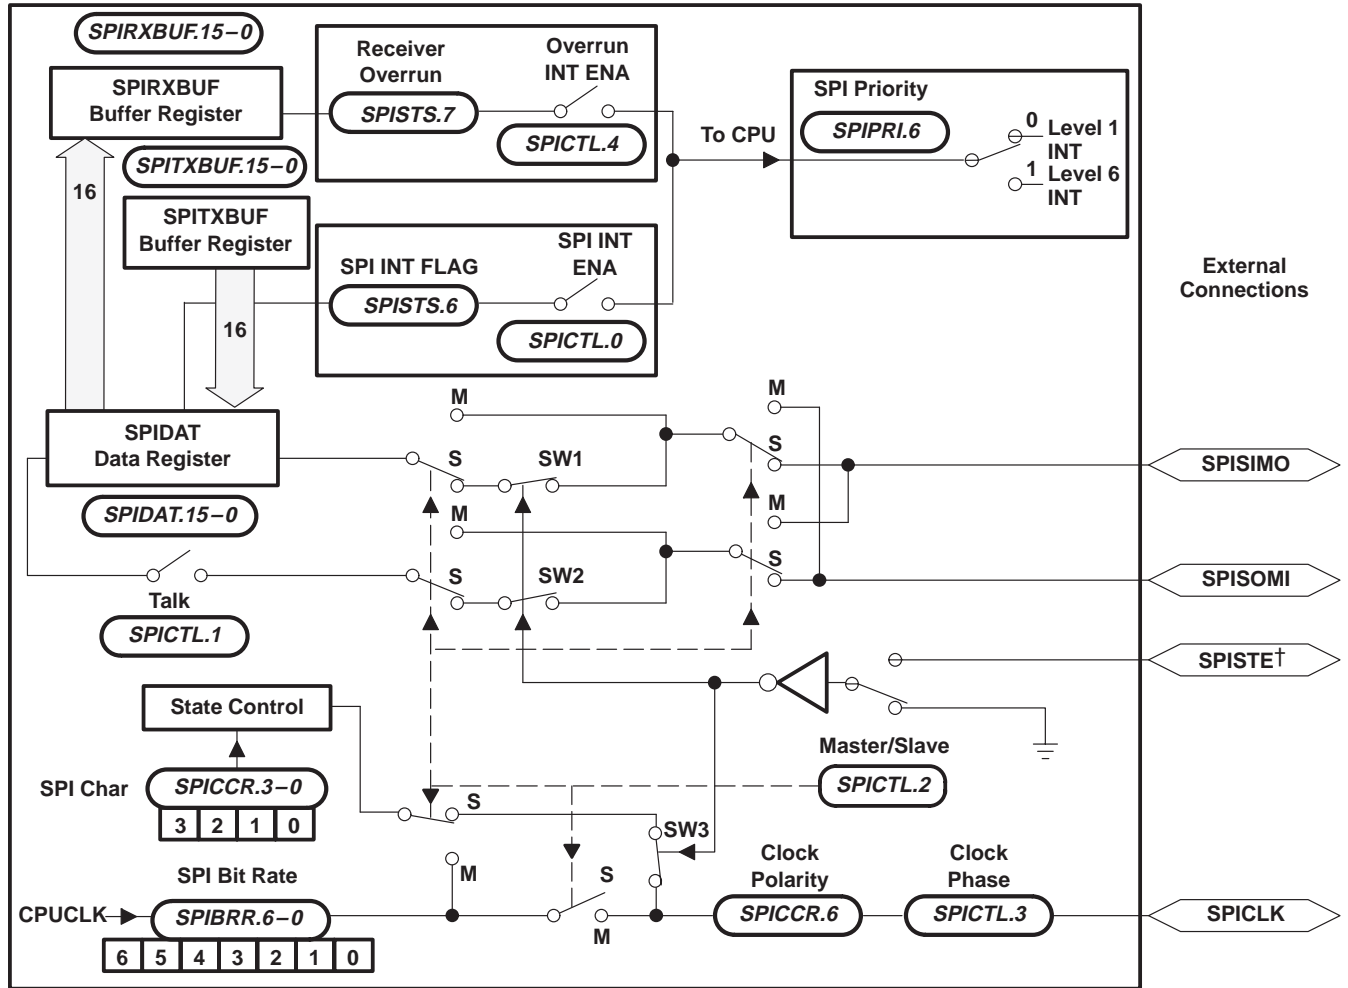 SPIRXBUF.15–0
SPIRXBUF
Buffer Register
Receiver
Overrun
SPISTS.7
Overrun
INT ENA
SPICTL.4
To CPU
SPI Priority
SPIPRI.6
0
Level 1
INT
1
Level 6
INT
SPITXBUF.15–0
16
SPITXBUF
Buffer Register
16
SPI INT FLAG
SPISTS.6
SPI INT
ENA
SPICTL.0
External
Connections
SPIDAT
Data Register
SPIDAT.15–0
M
S
SW1
M
S
SPISIMO
M
S
SW2
M
S
SPISOMI
Talk
SPICTL.1
SPISTE†
State Control
Master/Slave
SPICTL.2
SPI Char
SPICCR.3–0
3 2 1 0
S
M
SW3
SPI Bit Rate
CPUCLK
SPIBRR.6–0
6 5 4 3 2 1 0
S
M
Clock
Polarity
SPICCR.6
Clock
Phase
SPICTL.3
SPICLK